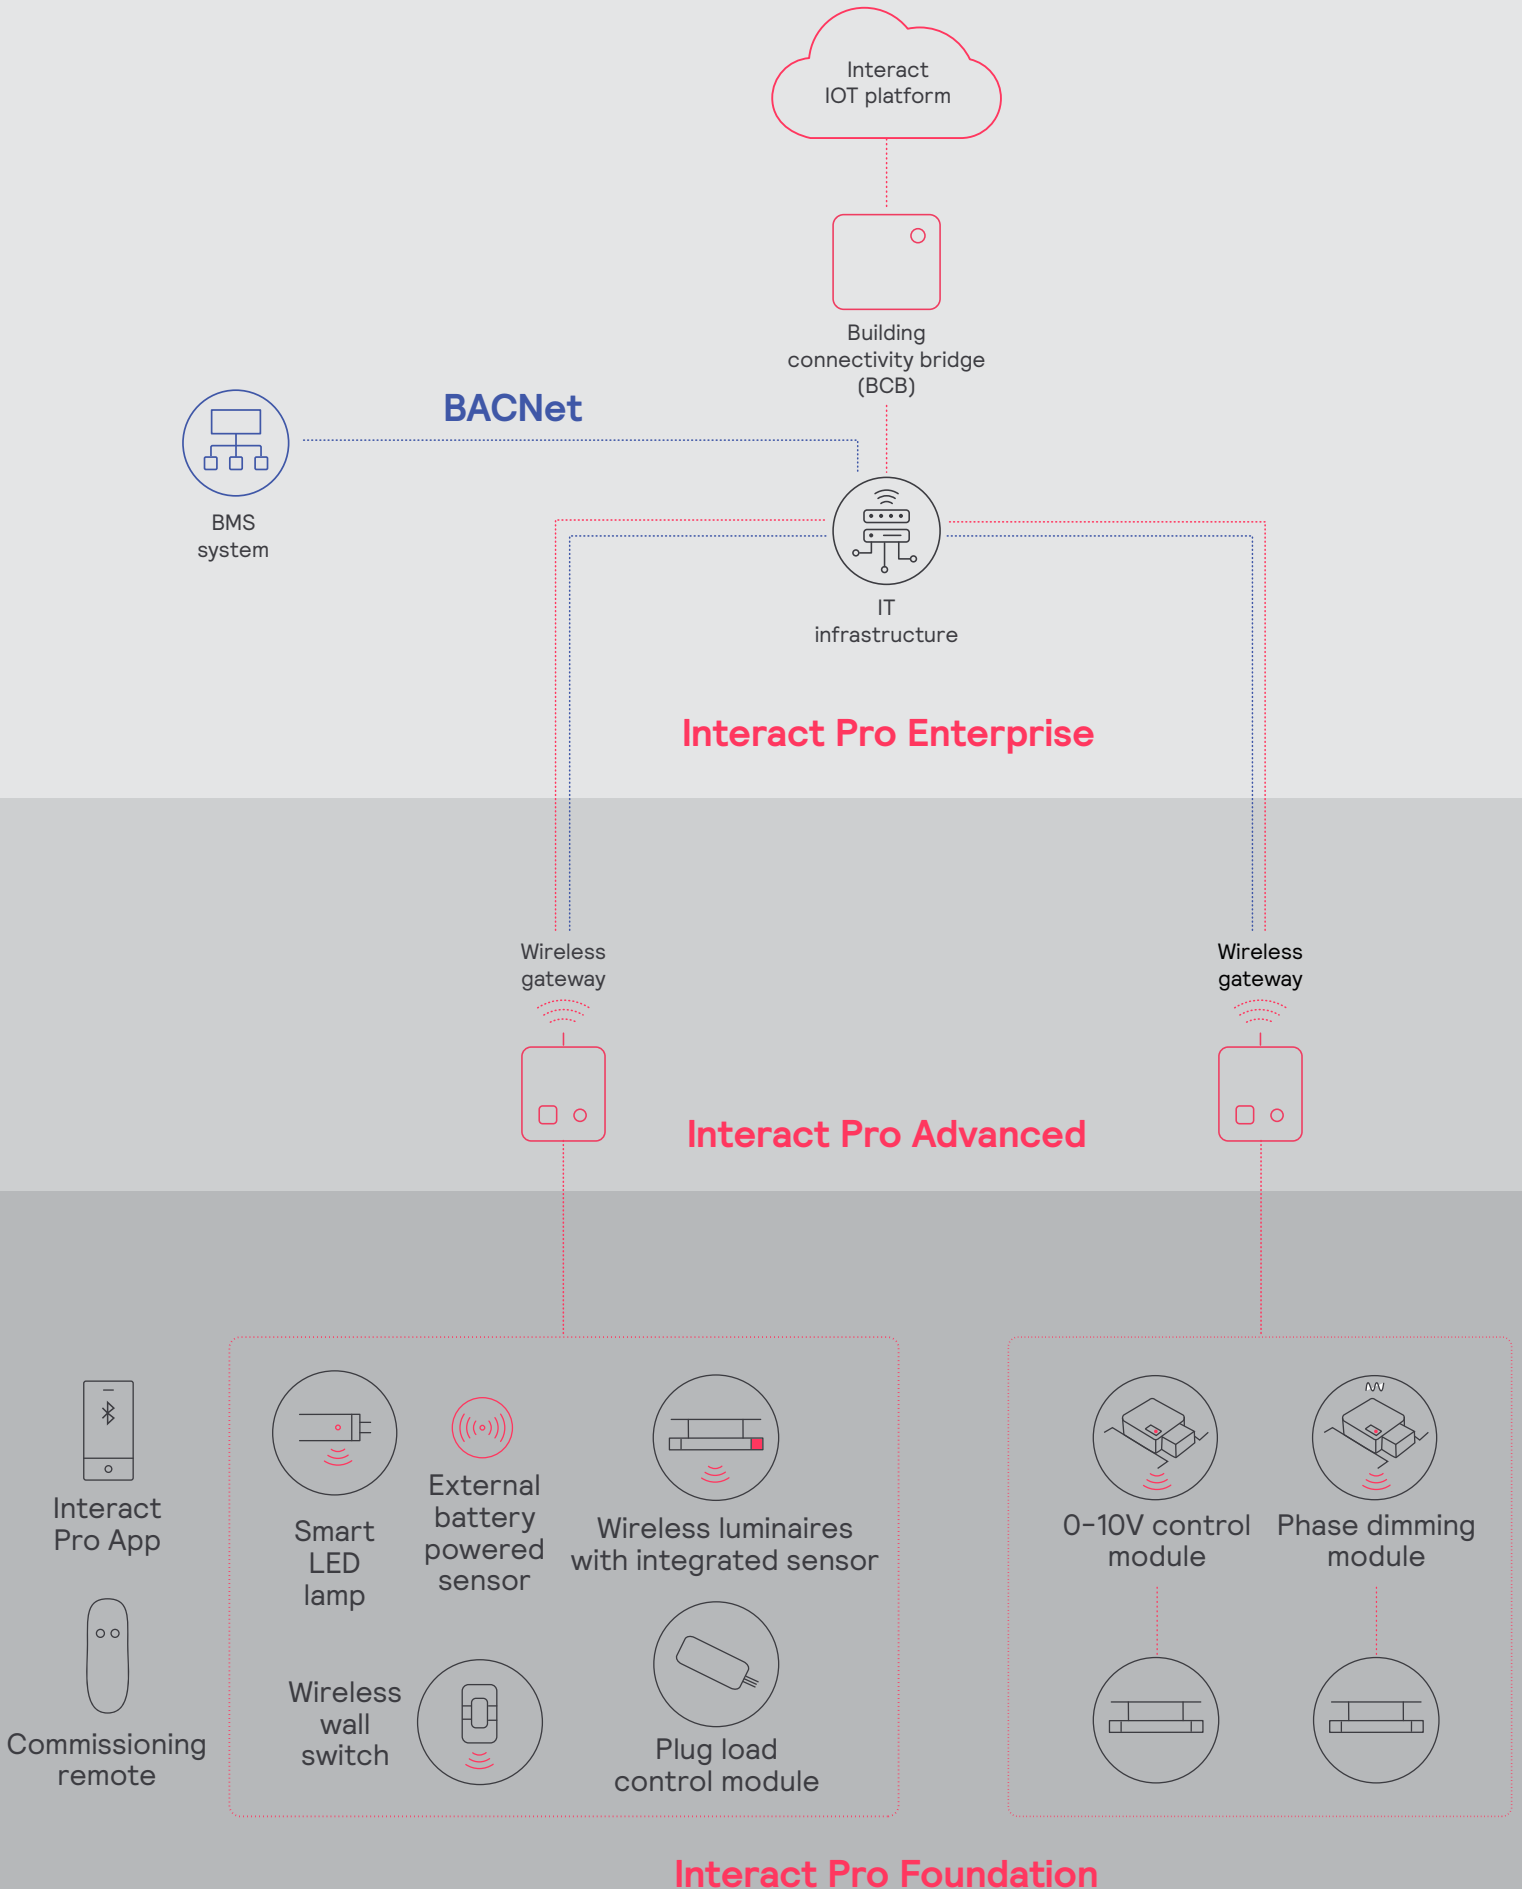 Interact
IOT platform
Building
connectivity bridge
(BCB)
BACNet
BMS
system
IT
infrastructure
Interact Pro Enterprise
Wireless
gateway
Wireless
gateway
Interact Pro Advanced
Interact
Pro App
Smart
LED
lamp
External
battery
powered
sensor
Wireless luminaires
with integrated sensor
0-10V control
module
Phase dimming
module
Commissioning
remote
Wireless
wall
switch
Plug load
control module
Interact Pro Foundation